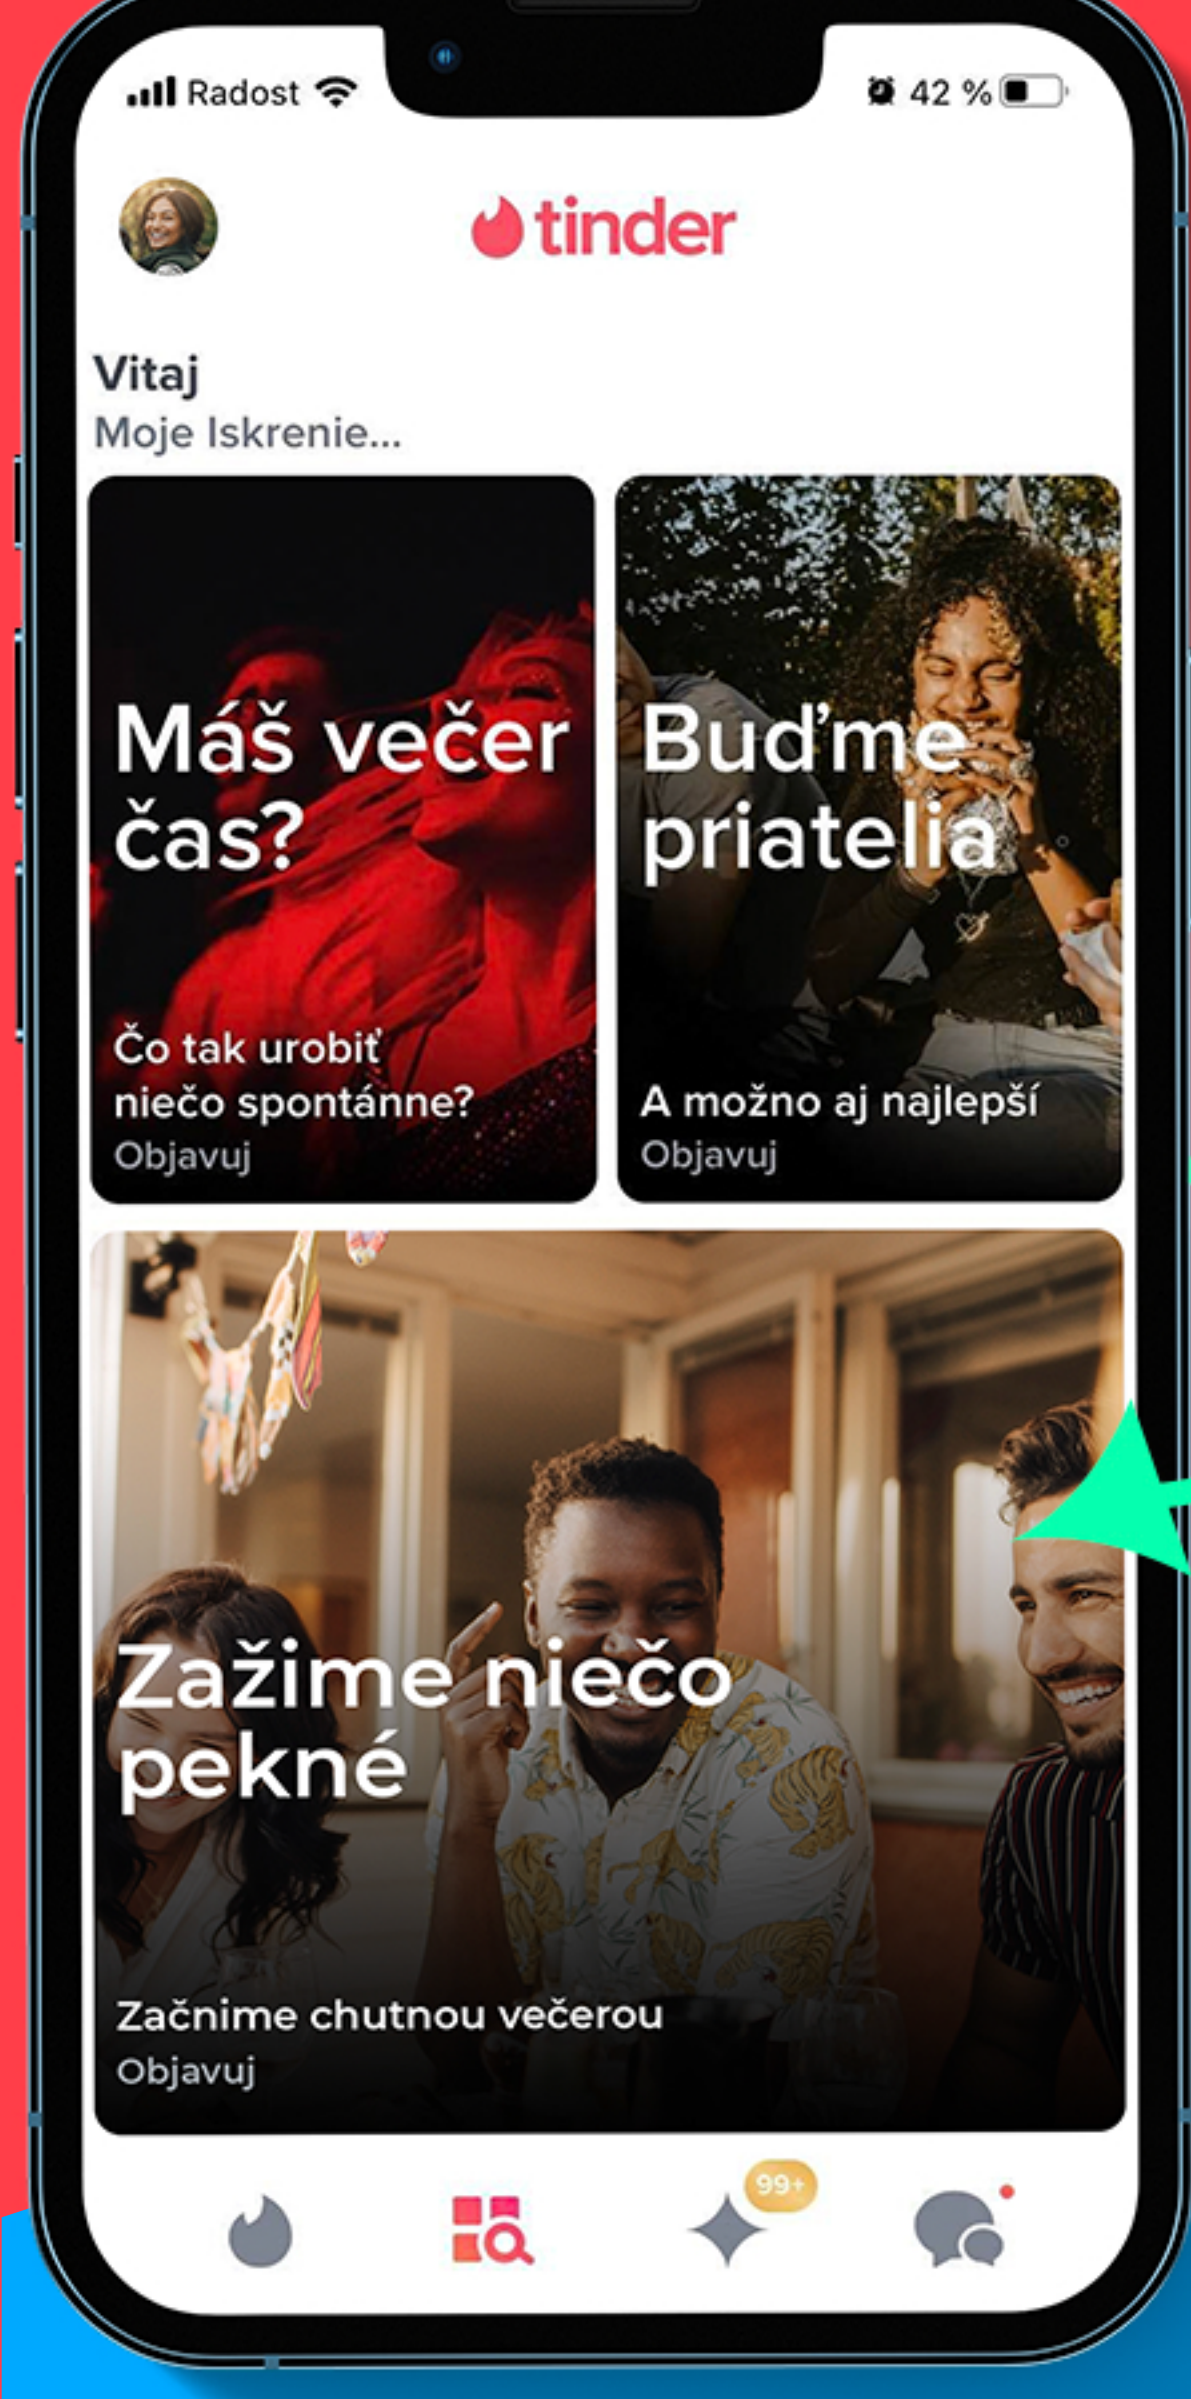 Radost
42 %
tinder
Vitaj
Moje Iskrenie...
Máš večer
čas?
Čo tak urobiť
niečo spontánne?
Objavuj
Buďme
priatelia
A možno aj najlepší
Objavuj
Zažime niečo
pekné
Začnime chutnou večerou
Objavuj
99+